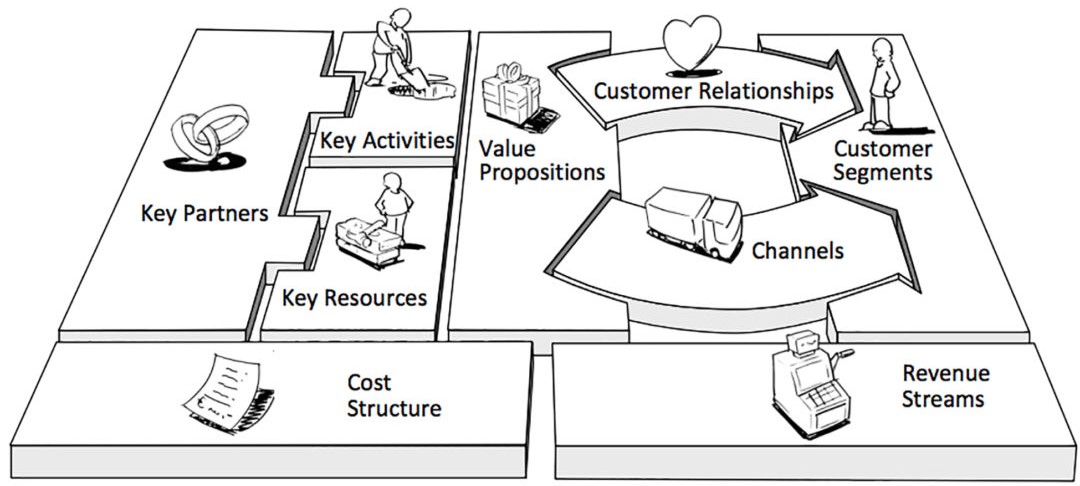 Key Partners
Key Activities
Key Resources
Value
Propositions
Customer Relationships
Channels
Customer
Segments
Cost
Structure
Revenue
Streams